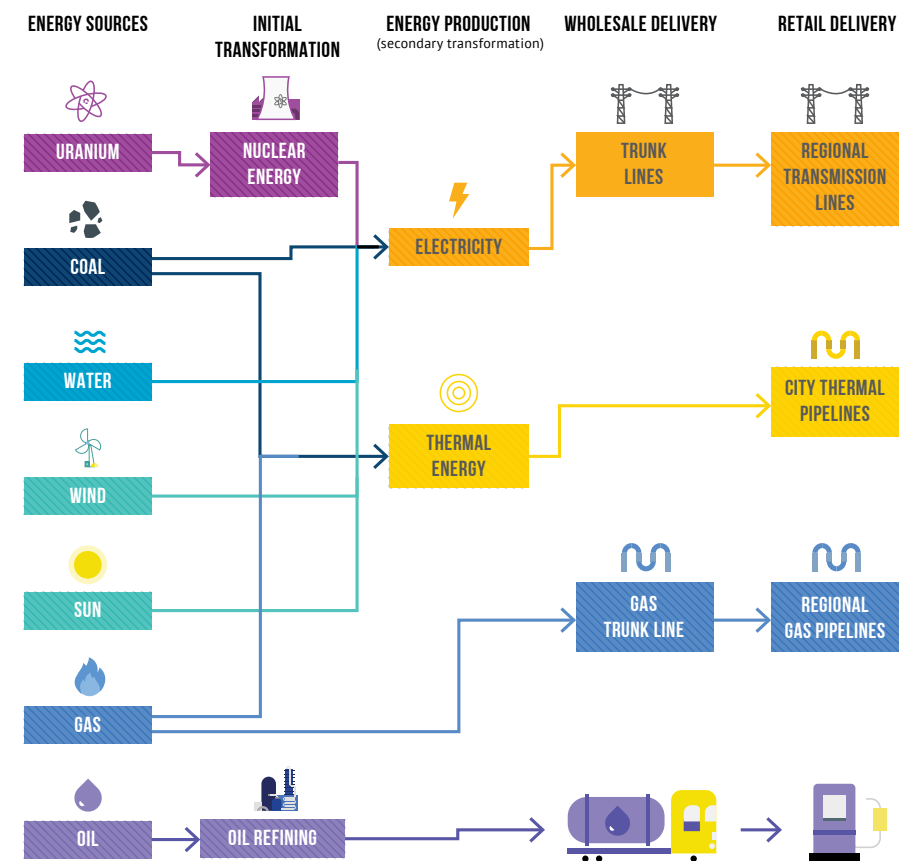 ENERGY SOURCES
INITIAL
TRANSFORMATION
ENERGY PRODUCTION
(secondary transformation)
WHOLESALE DELIVERY
RETAIL DELIVERY
URANIUM
NUCLEAR
ENERGY
TRUNK
LINES
REGIONAL
TRANSMISSION
LINES
COAL
ELECTRICITY
WATER
THERMAL
ENERGY
CITY THERMAL
PIPELINES
WIND
SUN
GAS
TRUNK LINE
REGIONAL
GAS PIPELINES
GAS
OIL
OIL REFINING